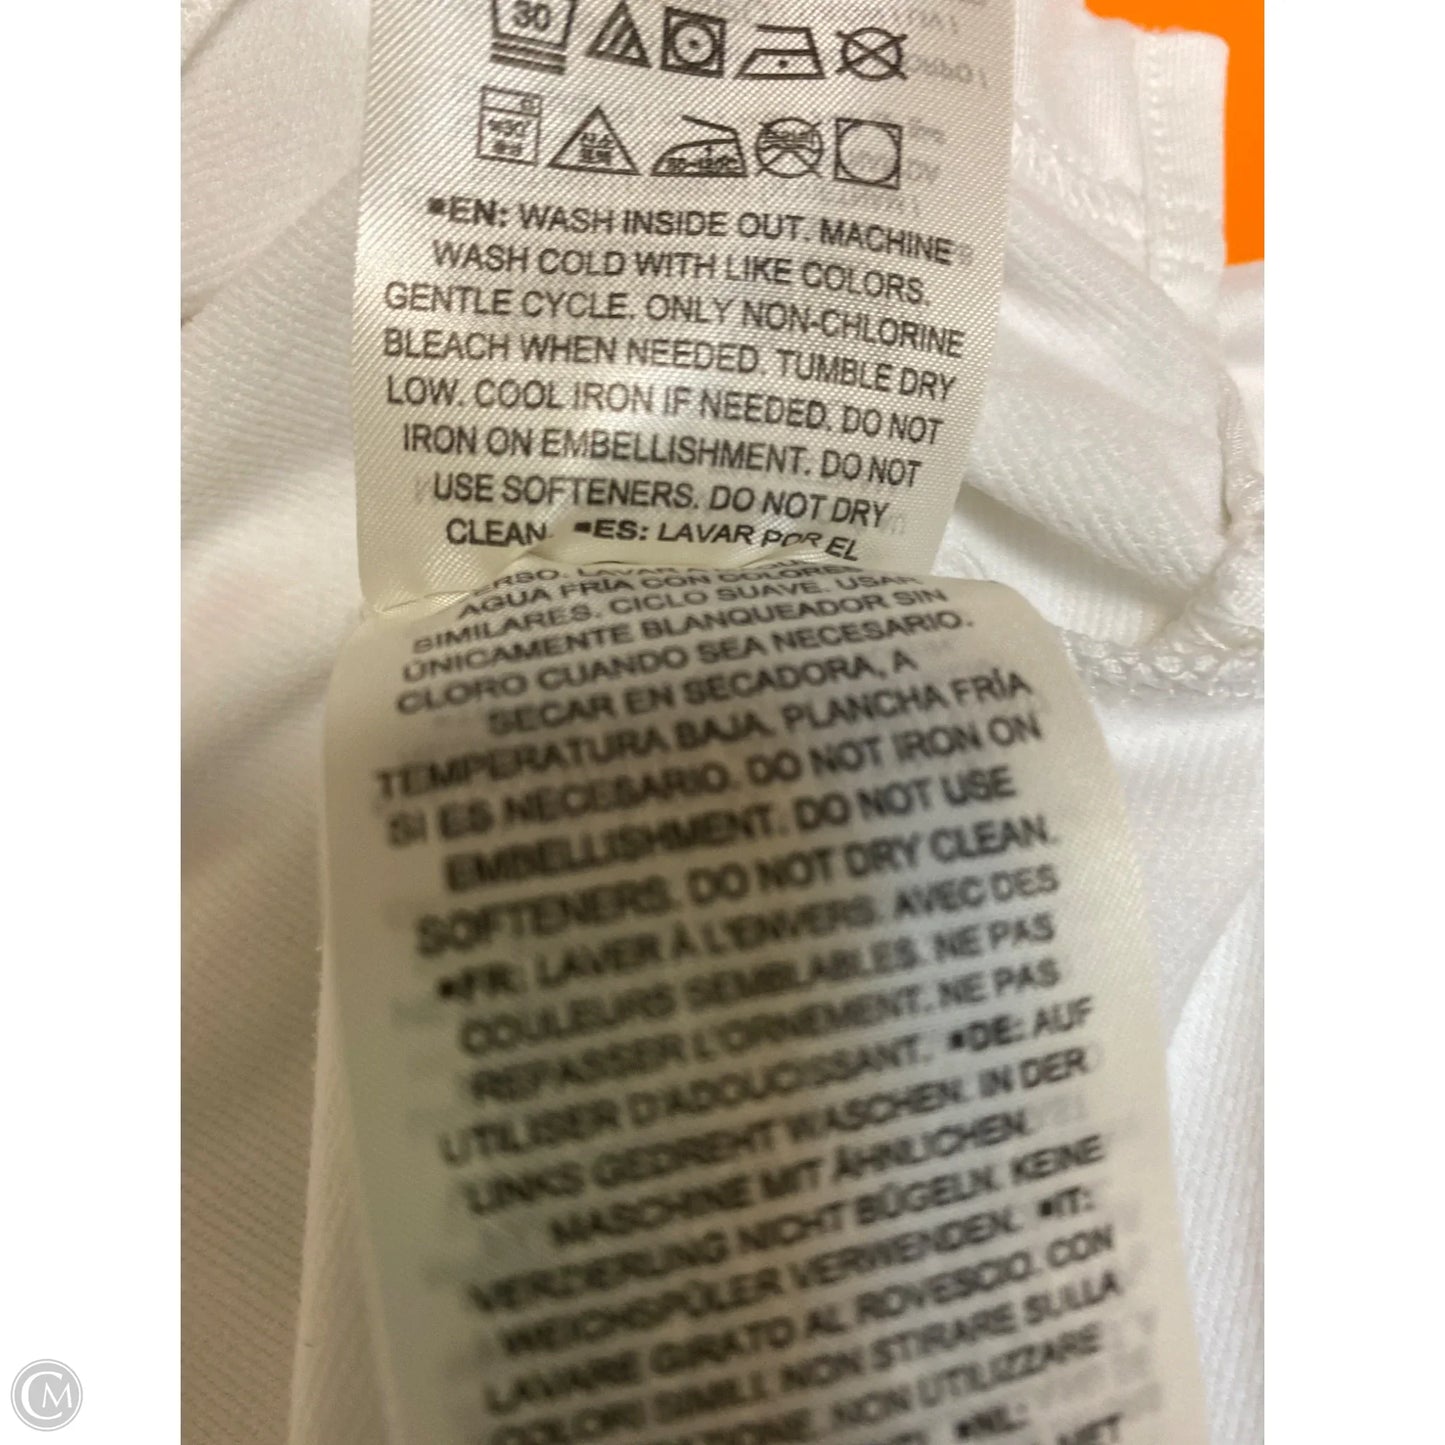 30
■EN: WASH INSIDE OUT. MACHINE
WASH COLD WITH LIKE COLORS.
GENTLE CYCLE. ONLY NON-CHLORINE
BLEACH WHEN NEEDED. TUMBLE DRY
LOW. COOL IRON IF NEEDED. DO NOT
IRON ON EMBELLISHMENT. DO NOT
USE SOFTENERS. DO NOT DRY
CLEAN. ■ES: LAVAR POR EL
AGUA FRÍA CON COLORES
SIMILARES. CICLO SUAVE. USAR
ÚNICAMENTE BLANQUEADOR SIN
CLORO CUANDO SEA NECESARIO.
SECAR EN SECADORA, A
TEMPERATURA BAJA. PLANCHA FRÍA
SI ES NECESARIO. DO NOT IRON ON
EMBELLISHMENT. DO NOT USE
SOFTENERS. DO NOT DRY CLEAN.
■FR: LAVER À L'ENVERS. AVEC DES
COULEURS SEMBLABLES. NE PAS
REPASSER L'ORNEMENT. NE PAS
UTILISER D'ADOUCISSANT. ■DE: AUF
LINKS GEDREHT WASCHEN. IN DER
MASCHINE MIT ÄHNLICHEN.
VERZIERUNG NICHT BÜGELN. KEINE
WEICHSPÜLER VERWENDEN. ■IT:
LAVARE GIRATO AL ROVESCIO. CON
COLORI SIMILI. NON STIRARE SULLA
NON UTILIZZARE
■NL:
MET
CM